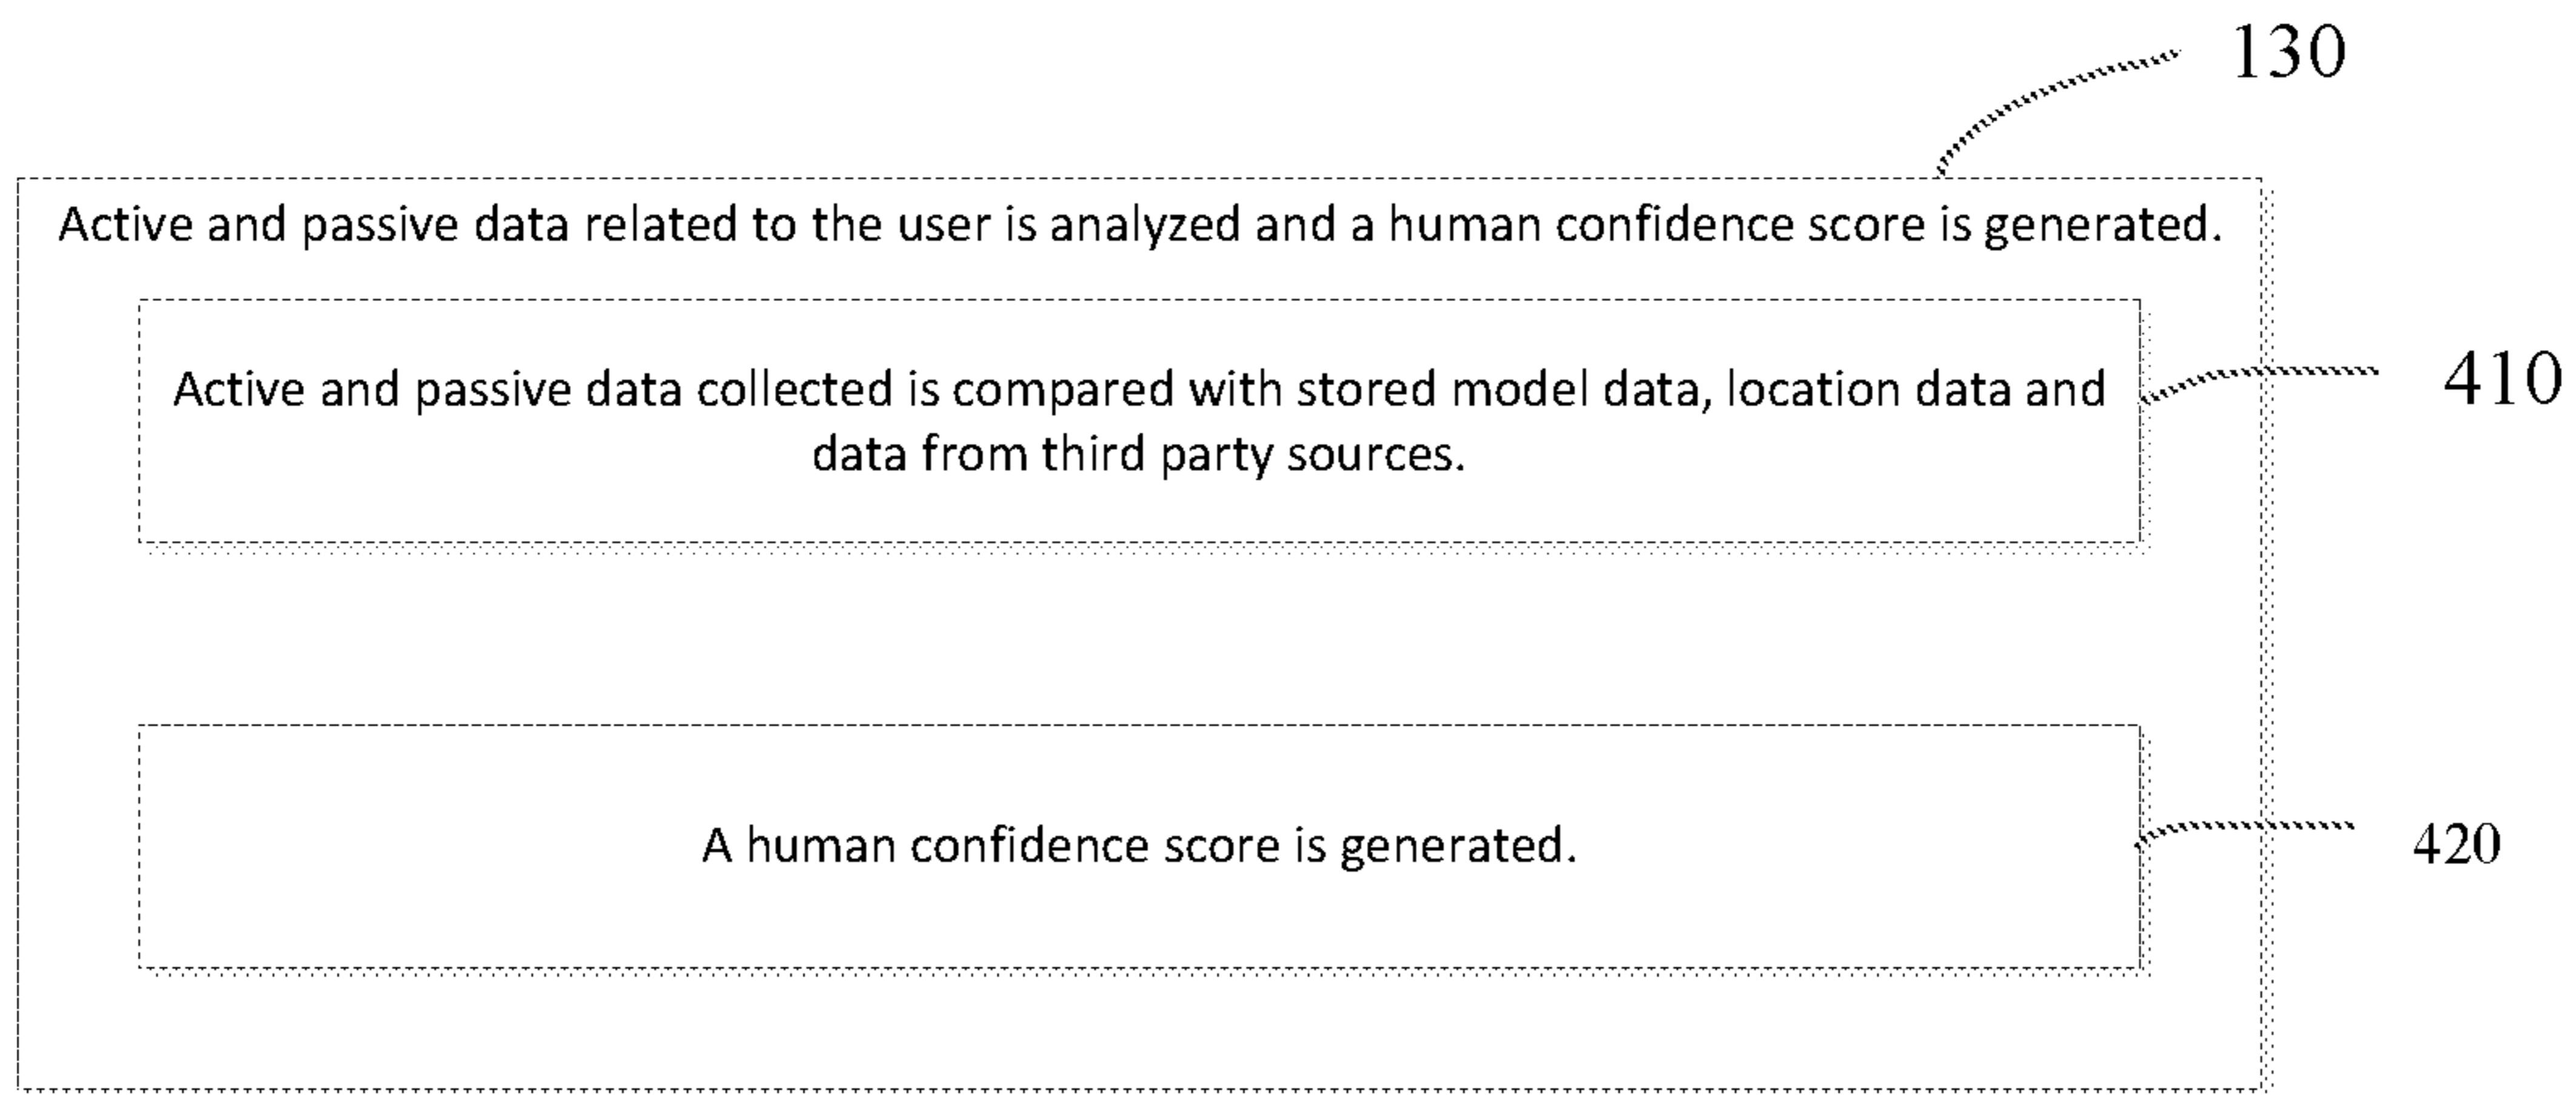 130
Active and passive data related to the user is analyzed and a human confidence score is generated.
Active and passive data collected is compared with stored model data, location data and
data from third party sources.
410
A human confidence score is generated.
420